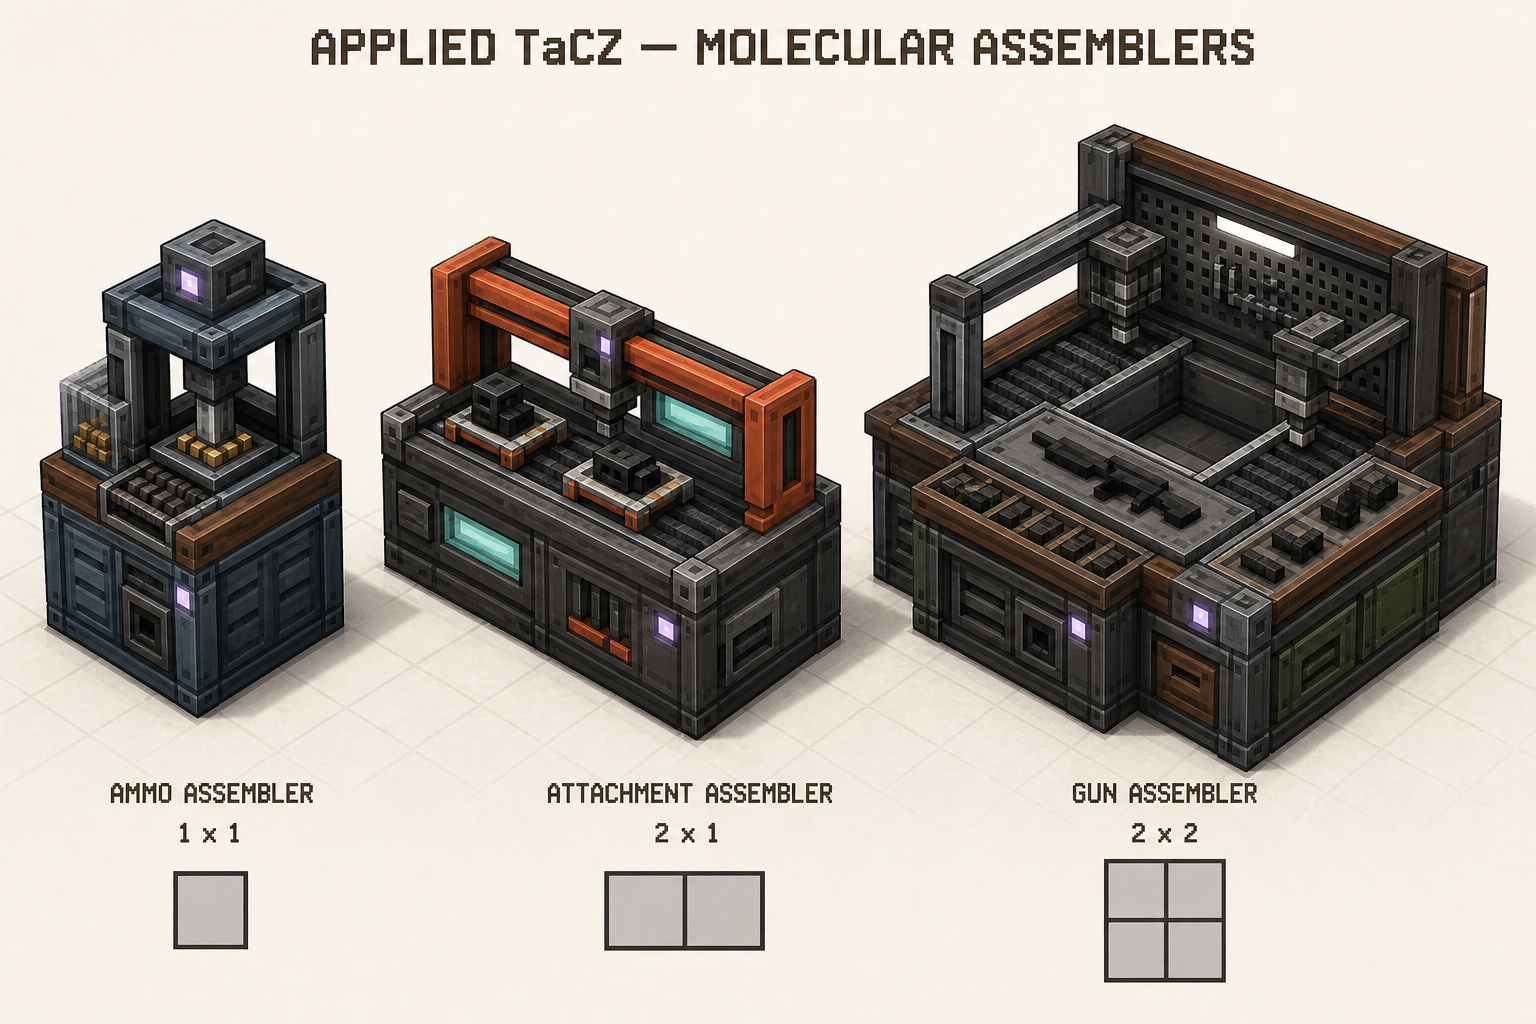 APPLIED TaCZ — MOLECULAR ASSEMBLERS
AMMO ASSEMBLER
1 x 1
ATTACHMENT ASSEMBLER
2 x 1
GUN ASSEMBLER
2 x 2